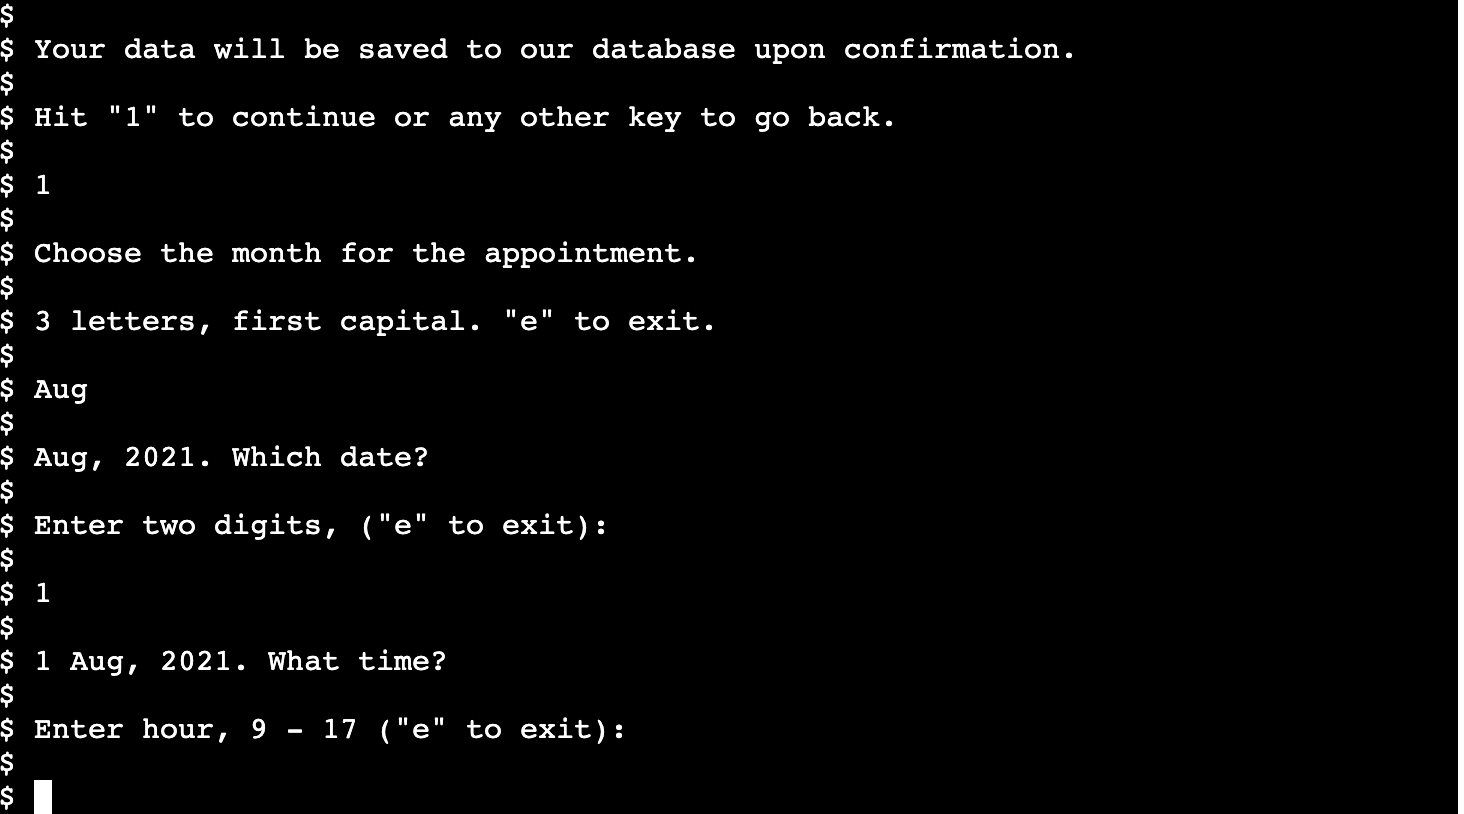 $
$ Your data will be saved to our database upon confirmation.
$
$ Hit "1" to continue or any other key to go back.
$
$ 1
$
$ Choose the month for the appointment.
$
$ 3 letters, first capital. "e" to exit.
$
$ Aug
$
$ Aug, 2021. Which date?
$
$ Enter two digits, ("e" to exit):
$
$ 1
$
$ 1 Aug, 2021. What time?
$
$ Enter hour, 9 - 17 ("e" to exit):
$
$